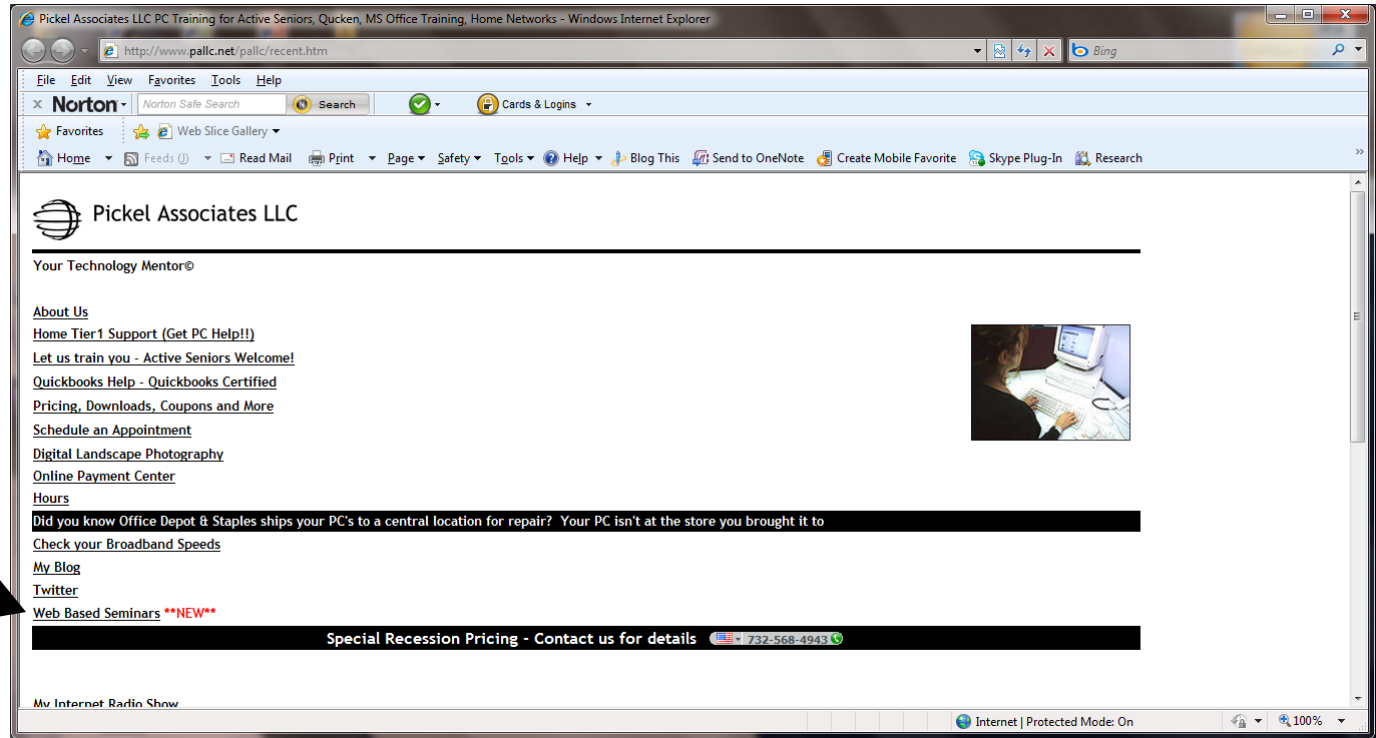 Pickel Associates LLC PC Training for Active Seniors, Qucken, MS Office Training, Home Networks - Windows Internet Explorer
http://www.pallc.net/pallc/recent.htm Bing
File Edit View Favorites Tools Help
× Norton Norton Safe Search Search Cards & Logins
Favorites Web Slice Gallery
Home Feeds (J) Read Mail Print Page Safety Tools Help Blog This Send to OneNote Create Mobile Favorite Skype Plug-In Research »
Pickel Associates LLC
Your Technology Mentor©
About Us
Home Tier1 Support (Get PC Help!!)
Let us train you - Active Seniors Welcome!
Quickbooks Help - Quickbooks Certified
Pricing, Downloads, Coupons and More
Schedule an Appointment
Digital Landscape Photography
Online Payment Center
Hours
Did you know Office Depot & Staples ships your PC's to a central location for repair? Your PC isn't at the store you brought it to
Check your Broadband Speeds
My Blog
Twitter
Web Based Seminars **NEW**
Special Recession Pricing - Contact us for details 732-568-4943
My Internet Radio Show
Internet | Protected Mode: On 100%